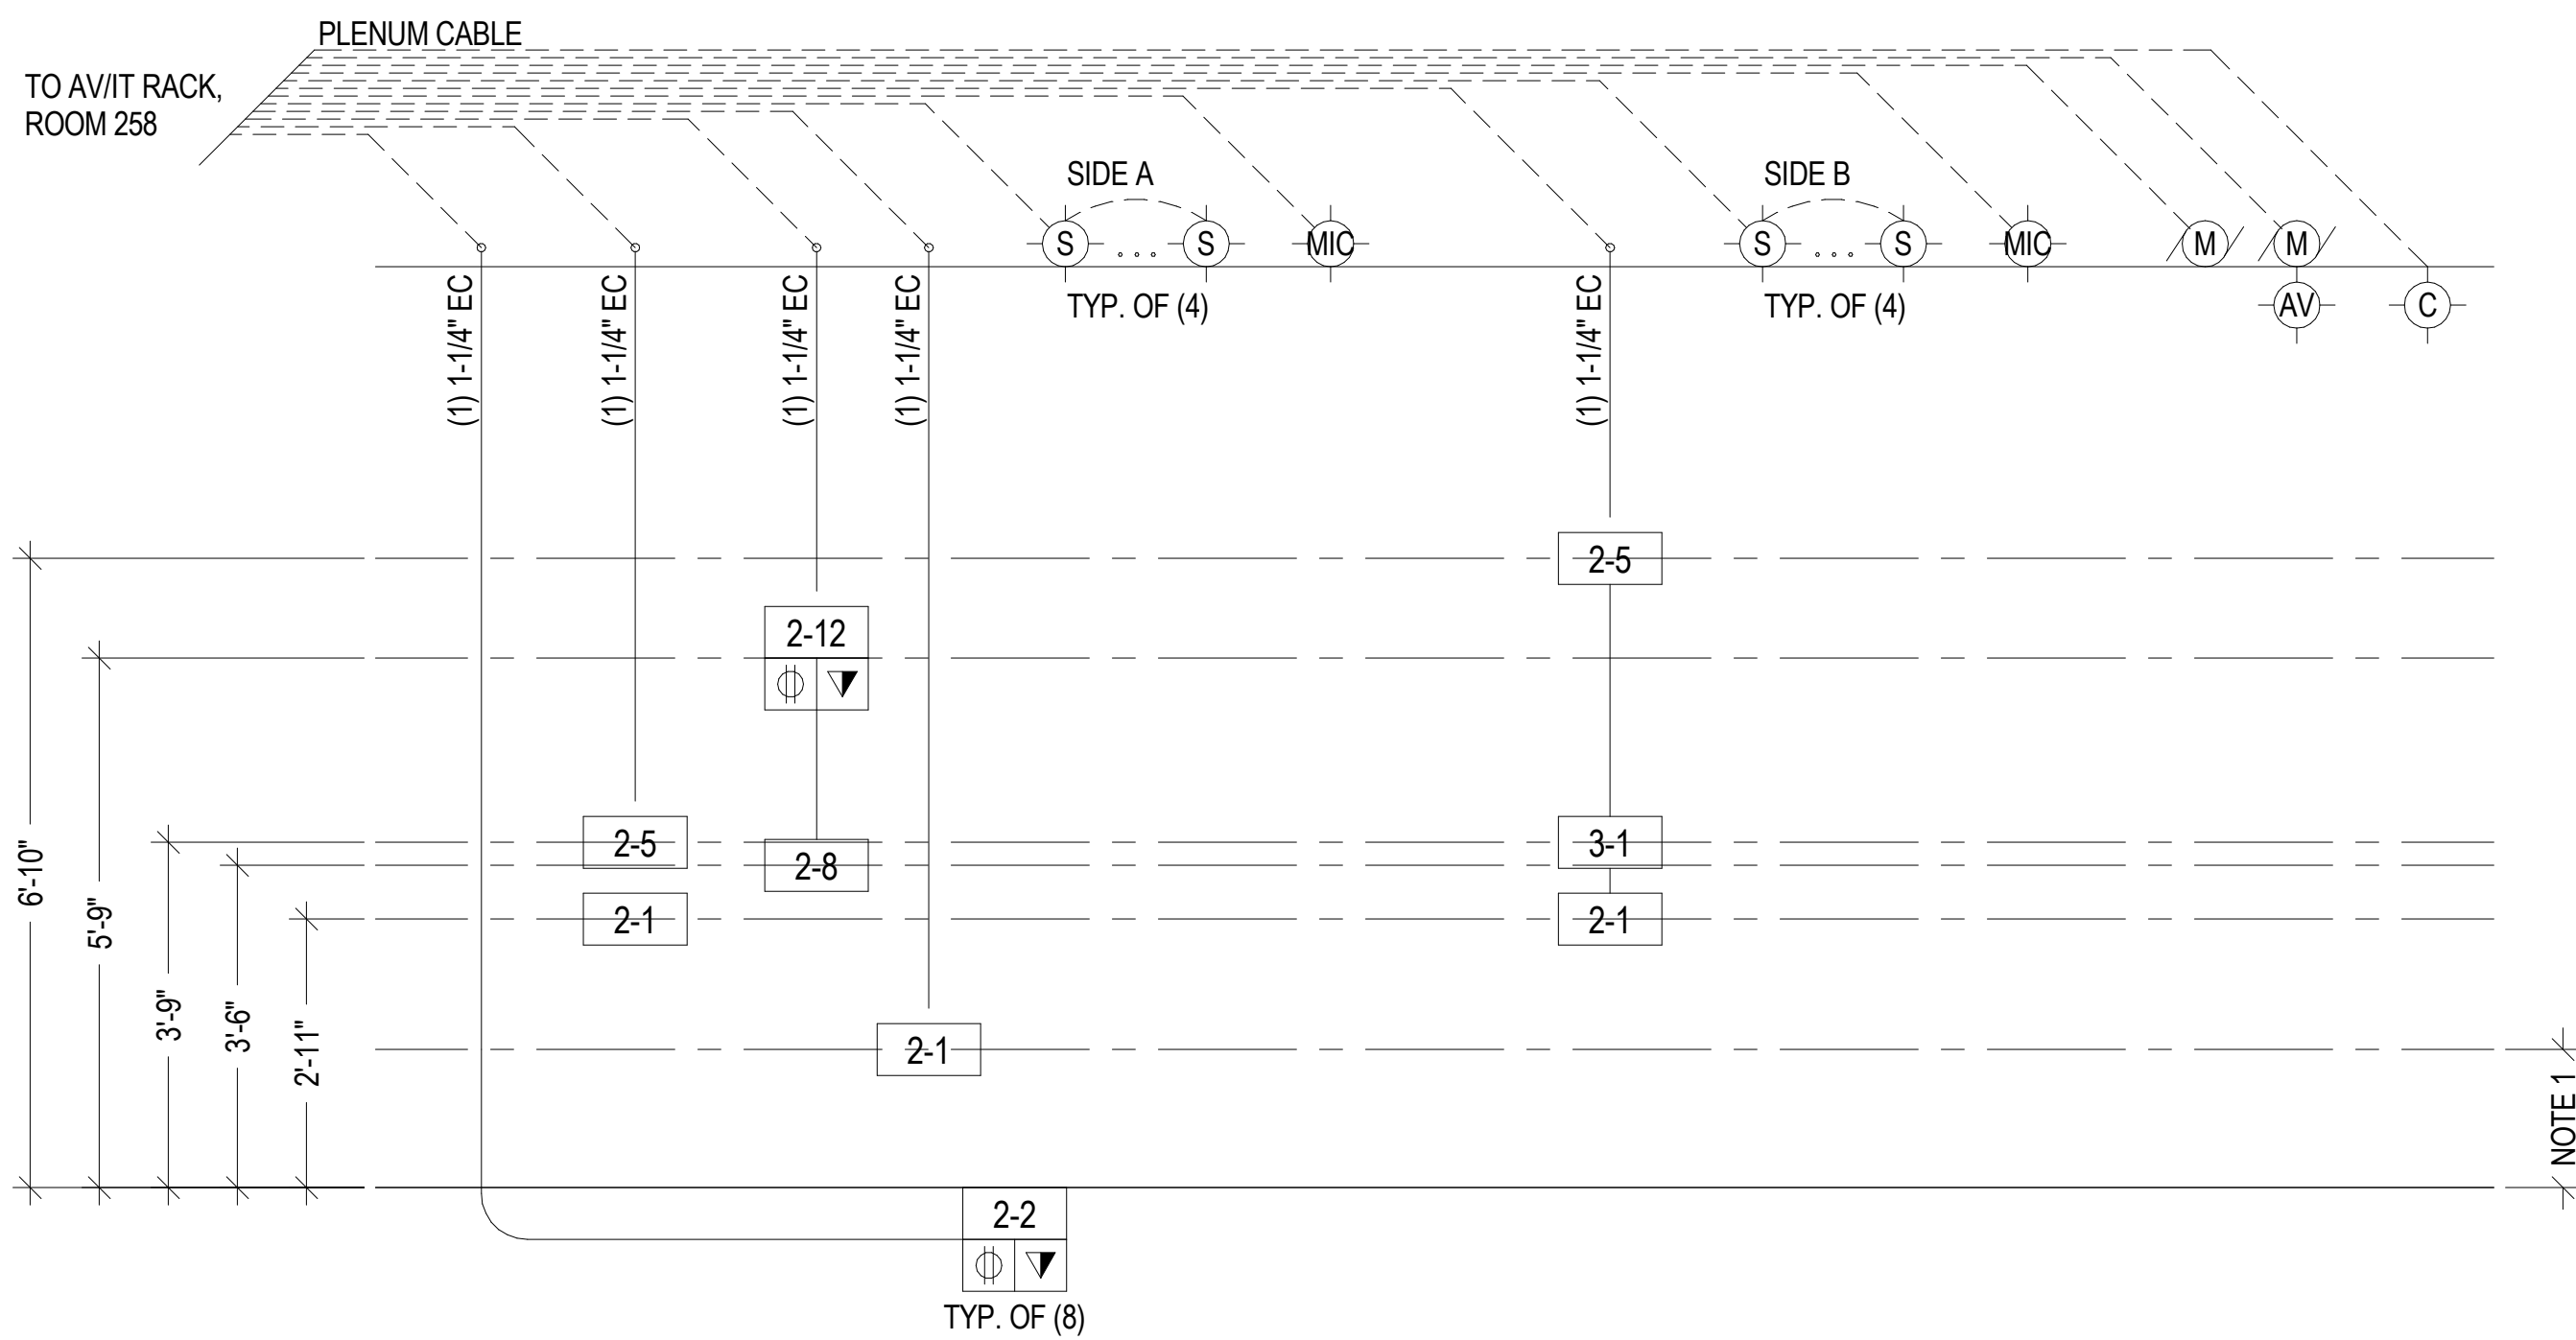 PLENUM CABLE
TO AV/IT RACK,
ROOM 258
SIDE A
SIDE B
S
S
MIC
S
S
MIC
M
M
TYP. OF (4)
TYP. OF (4)
AV
C
(1) 1-1/4" EC
(1) 1-1/4" EC
(1) 1-1/4" EC
(1) 1-1/4" EC
(1) 1-1/4" EC
2-5
2-12
2-5
2-8
3-1
2-1
2-1
2-1
6'-10"
5'-9"
3'-9"
3'-6"
2'-11"
NOTE 1
2-2
TYP. OF (8)